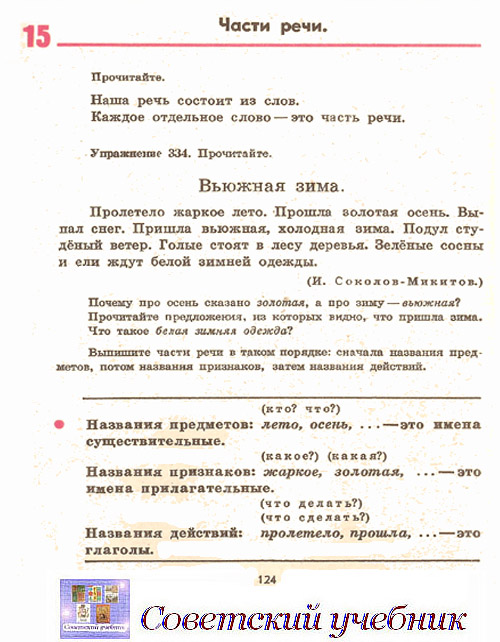 15
Части речи.
Прочитайте.
Наша речь состоит из слов.
Каждое отдельное слово — это часть речи.
Упражнение 334. Прочитайте.
Вьюжная зима.
Пролетело жаркое лето. Прошла золотая осень. Вы-
пал снег. Пришла вьюжная, холодная зима. Подул сту-
дёный ветер. Голые стоят в лесу деревья. Зелёные сосны
и ели ждут белой зимней одежды.
(И. Соколов-Микитов.)
Почему про осень сказано золотая, а про зиму — вьюжная?
Прочитайте предложения, из которых видно, что пришла зима.
Что такое белая зимняя одежда?
Выпишите части речи в таком порядке: сначала названия пред-
метов, потом названия признаков, затем названия действий.
(кто? что?)
Названия предметов: лето, осень, ... — это имена
существительные.
(какое?) (какая?)
Названия признаков: жаркое, золотая, ... — это
имена прилагательные.
(что делать?)
(что сделать?)
Названия действий: пролетело, прошла, ... — это
глаголы.
124
Советский учебник
Советский учебник